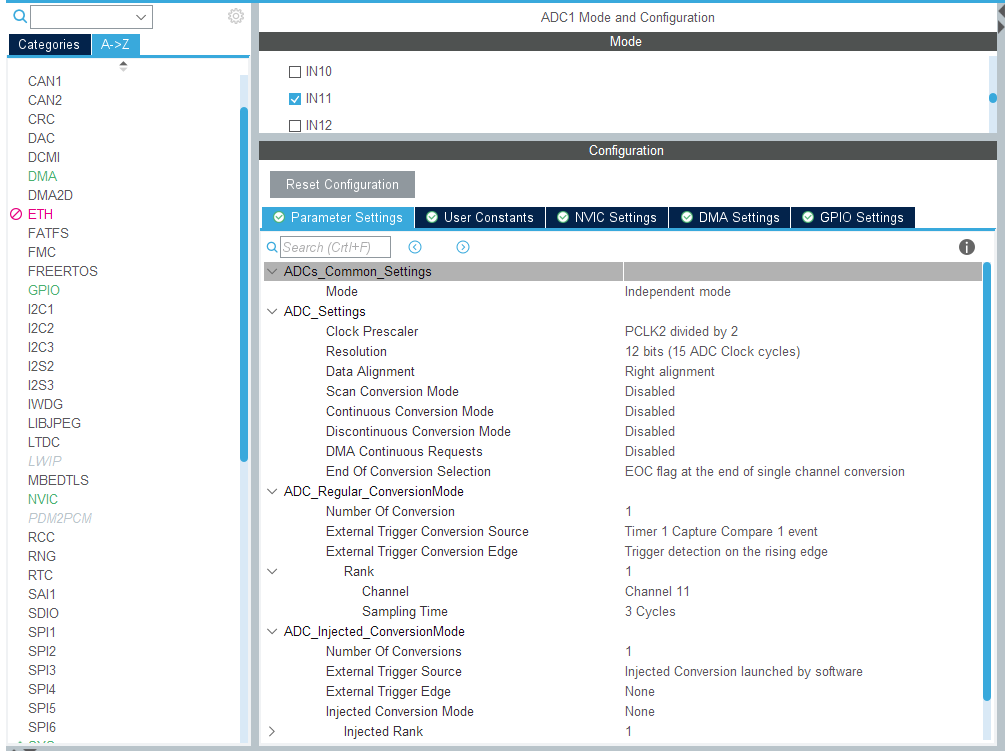 Categories A->Z
CAN1
CAN2
CRC
DAC
DCMI
DMA
DMA2D
ETH
FATFS
FMC
FREERTOS
GPIO
I2C1
I2C2
I2C3
I2S2
I2S3
IWDG
LIBJPEG
LTDC
LWIP
MBEDTLS
NVIC
PDM2PCM
RCC
RNG
RTC
SAI1
SDIO
SPI1
SPI2
SPI3
SPI4
SPI5
SPI6
ADC1 Mode and Configuration
Mode
IN10
IN11
IN12
Configuration
Reset Configuration
Parameter Settings User Constants NVIC Settings DMA Settings GPIO Settings
Search (CrtI+F)
ADCs_Common_Settings
Mode Independent mode
ADC_Settings
Clock Prescaler PCLK2 divided by 2
Resolution 12 bits (15 ADC Clock cycles)
Data Alignment Right alignment
Scan Conversion Mode Disabled
Continuous Conversion Mode Disabled
Discontinuous Conversion Mode Disabled
DMA Continuous Requests Disabled
End Of Conversion Selection EOC flag at the end of single channel conversion
ADC_Regular_ConversionMode
Number Of Conversion 1
External Trigger Conversion Source Timer 1 Capture Compare 1 event
External Trigger Conversion Edge Trigger detection on the rising edge
Rank 1
Channel Channel 11
Sampling Time 3 Cycles
ADC_Injected_ConversionMode
Number Of Conversions 1
External Trigger Source Injected Conversion launched by software
External Trigger Edge None
Injected Conversion Mode None
Injected Rank 1